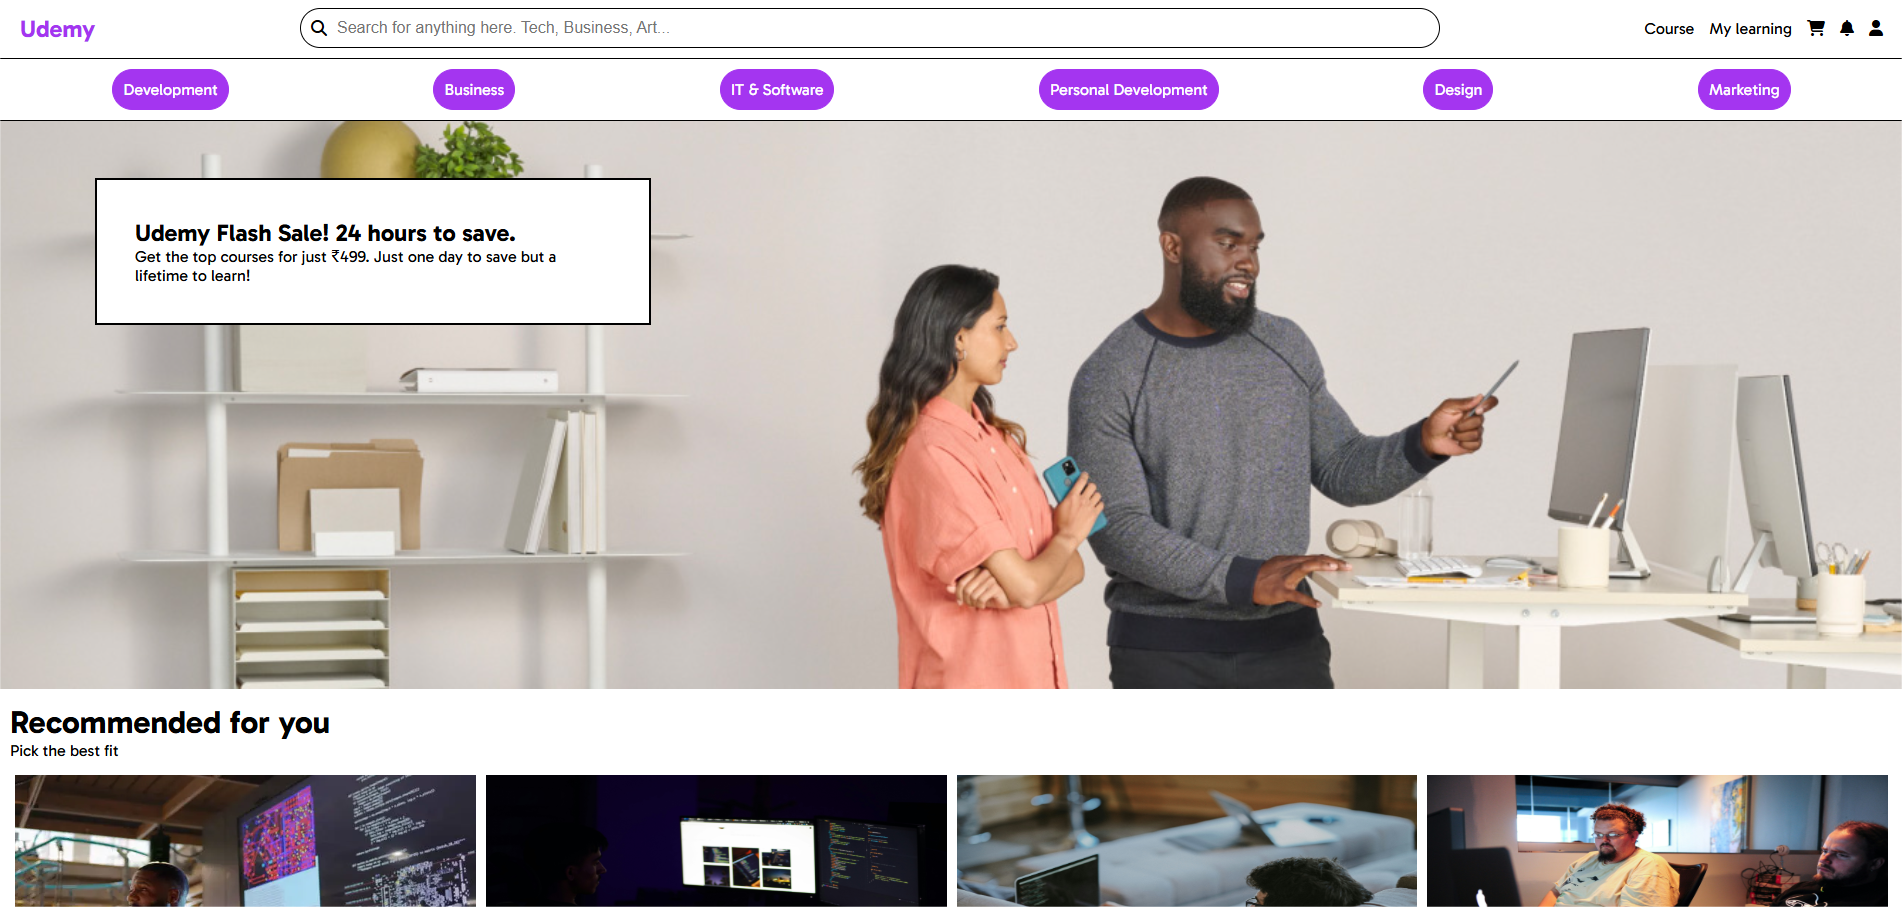 Udemy
Search for anything here. Tech, Business, Art...
Course
My learning
Development
Business
IT & Software
Personal Development
Design
Marketing
Udemy Flash Sale! 24 hours to save.
Get the top courses for just ₹499. Just one day to save but a
lifetime to learn!
Recommended for you
Pick the best fit